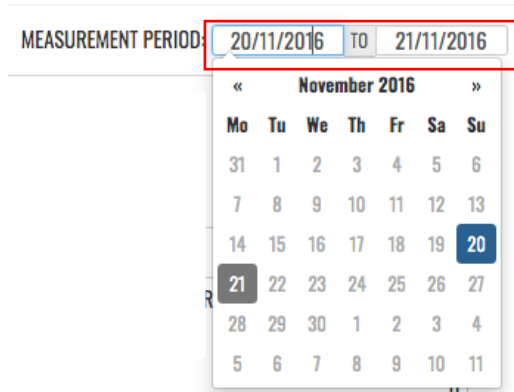 MEASUREMENT PERIOD: 20/11/2016 TO 21/11/2016
« November 2016 »
Mo Tu We Th Fr Sa Su
31 1 2 3 4 5 6
7 8 9 10 11 12 13
14 15 16 17 18 19 20
21 22 23 24 25 26 27
R
28 29 30 1 2 3 4
5 6 7 8 9 10 11